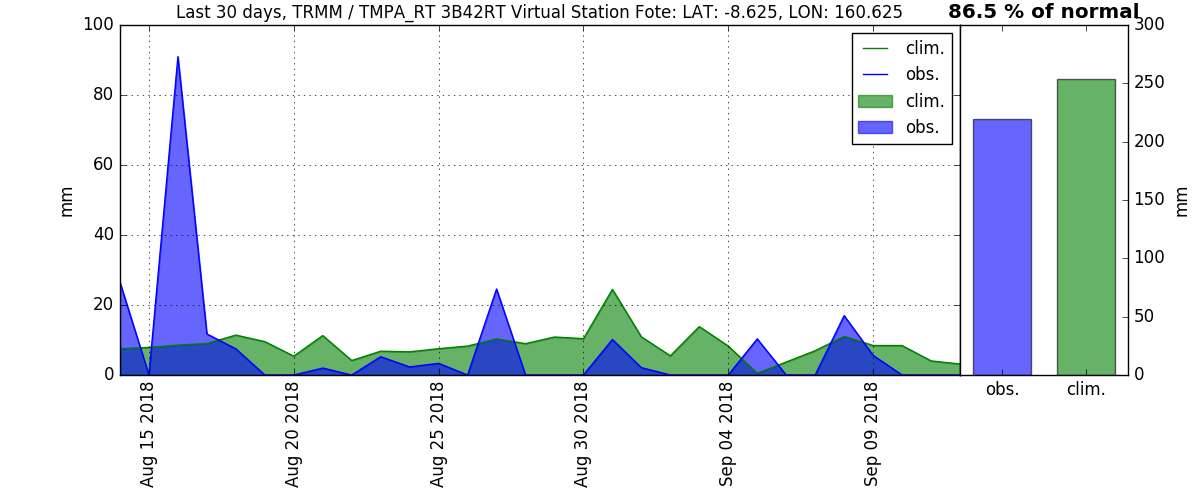 Last 30 days, TRMM / TMPA_RT 3B42RT Virtual Station Fote: LAT: -8.625, LON: 160.625
86.5 % of normal
100
80
60
40
20
0
mm
clim.
obs.
clim.
obs.
300
250
200
150
100
50
0
mm
obs.
clim.
Aug 15 2018
Aug 20 2018
Aug 25 2018
Aug 30 2018
Sep 04 2018
Sep 09 2018